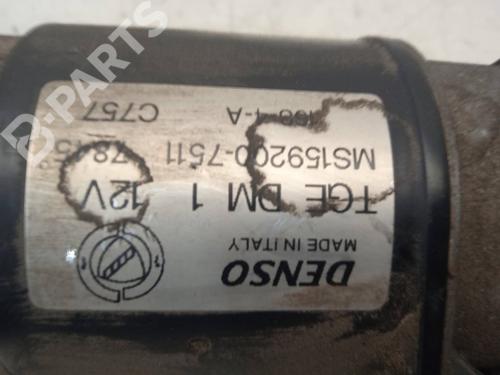 DENSO
MADE IN ITALY
TGE DM 1 12V
MS159200-7511
C757
B-PARTS